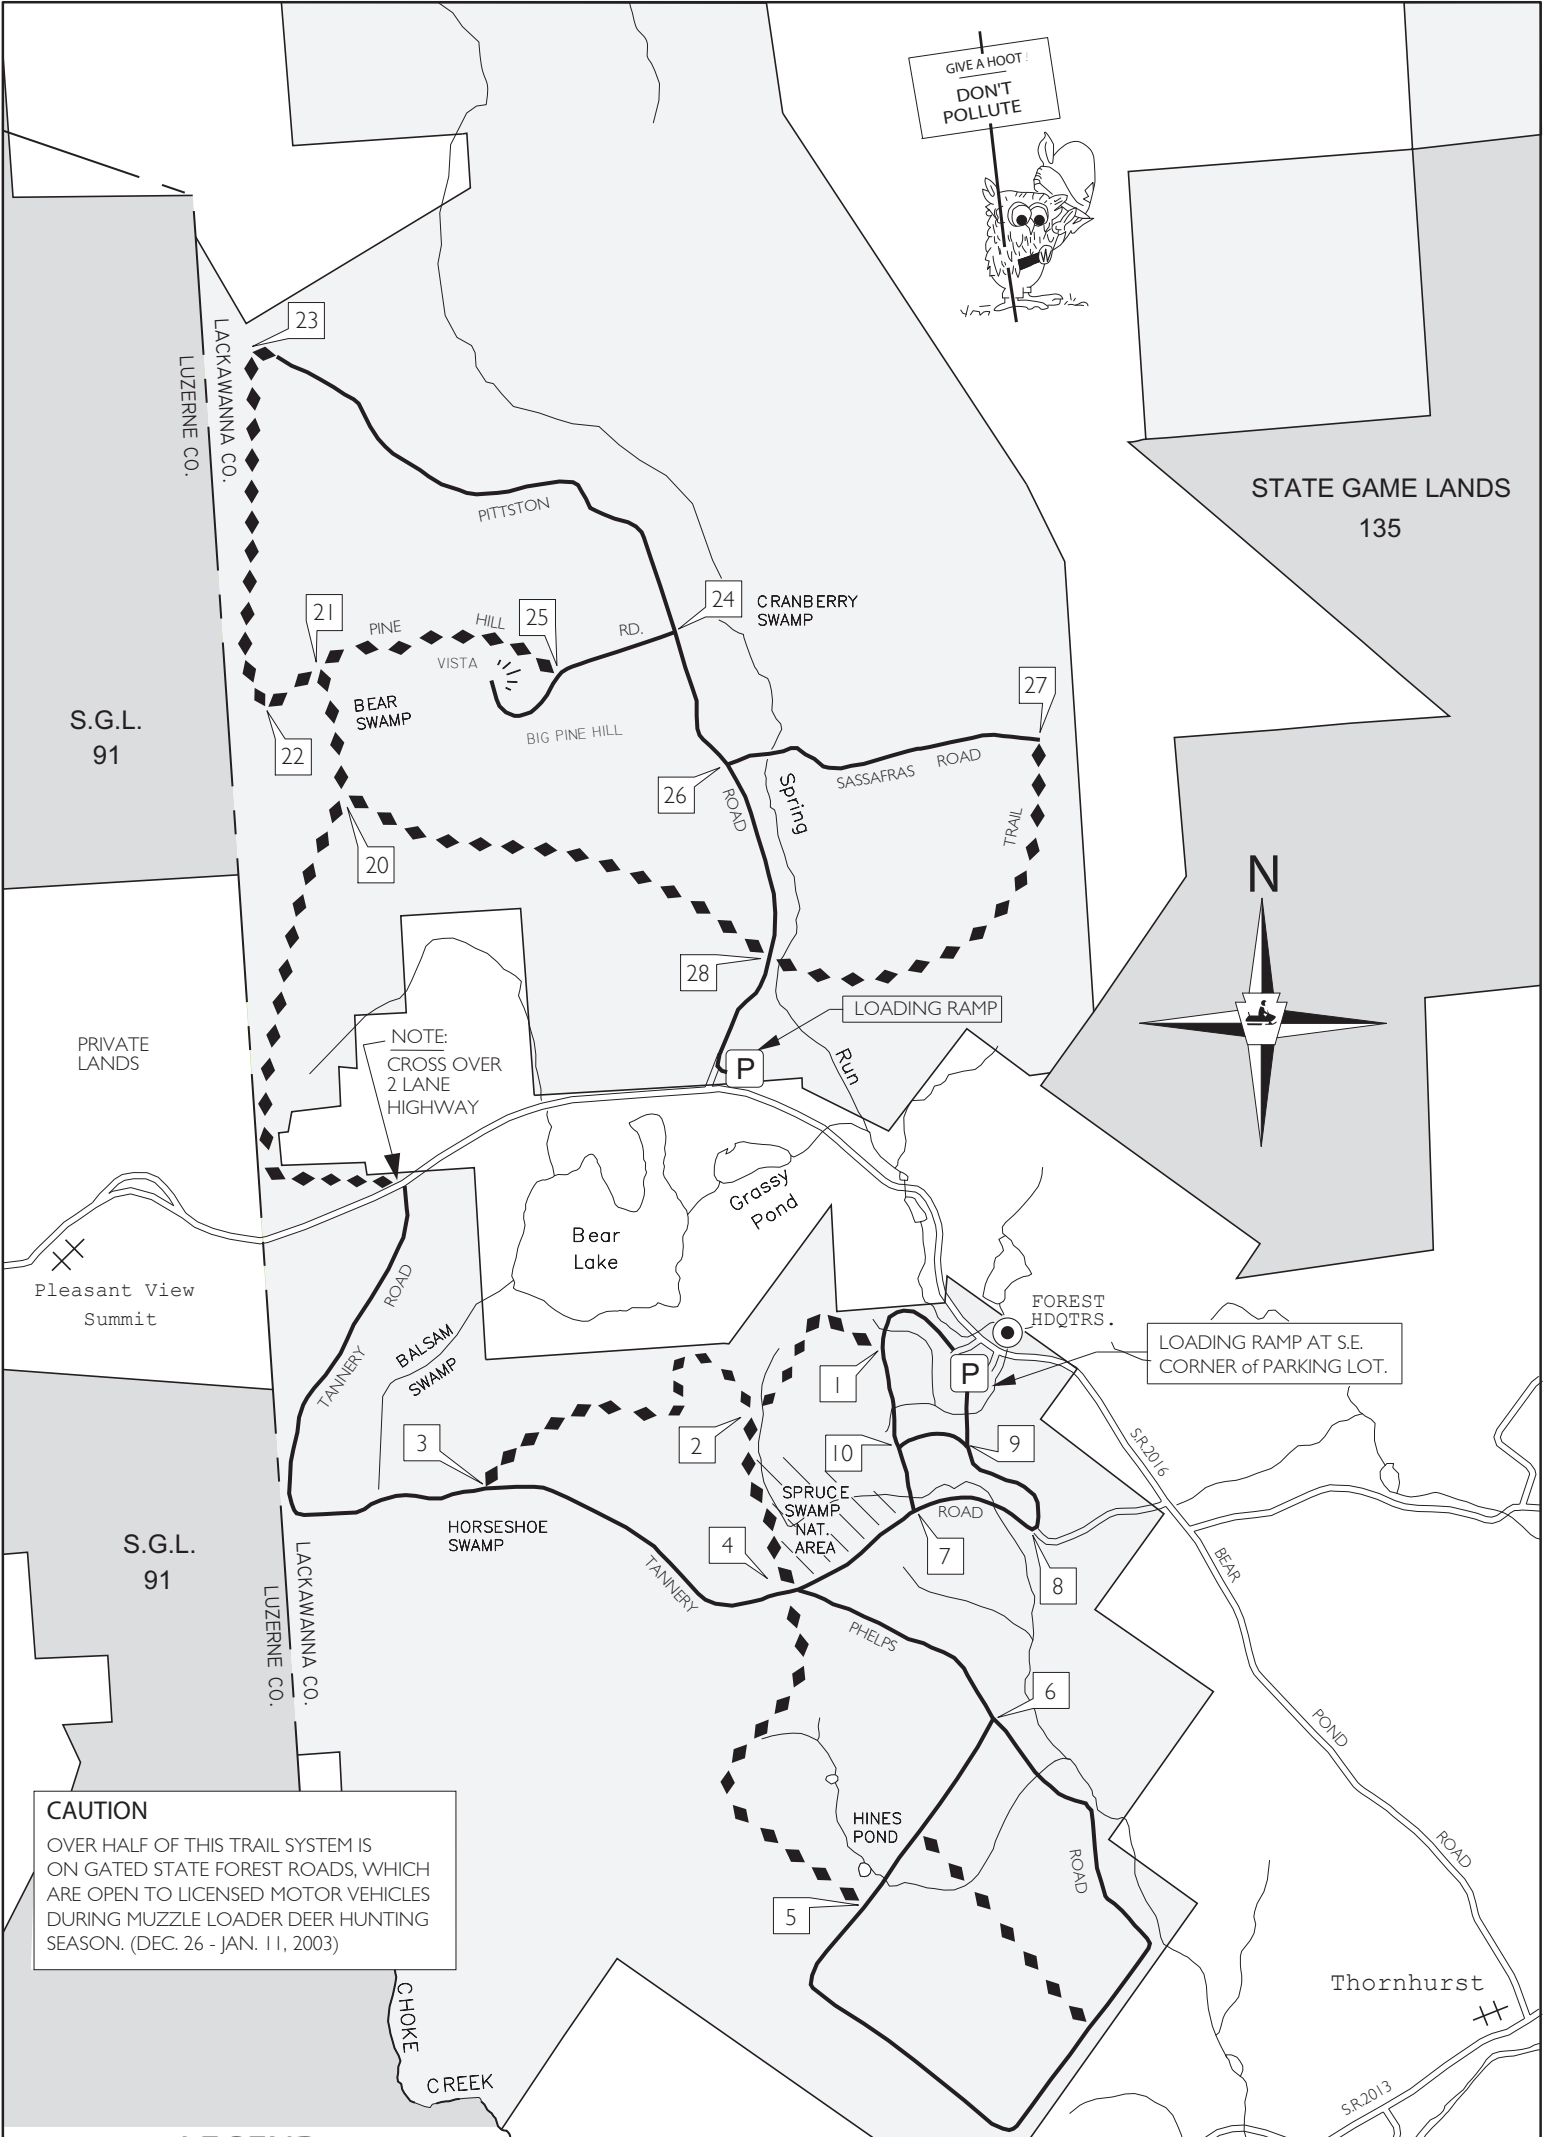 GIVE A HOOT!
DON'T
POLLUTE
23
LACKAWANNA CO.
LUZERNE CO.
STATE GAME LANDS
135
PITTSTON
24
CRANBERRY
SWAMP
21
PINE
HILL
25
RD.
VISTA
27
BEAR
SWAMP
S.G.L.
91
BIG PINE HILL
22
26
ROAD
Spring
SASSAFRAS
ROAD
TRAIL
20
N
28
LOADING RAMP
PRIVATE
LANDS
NOTE:
CROSS OVER
2 LANE
HIGHWAY
P
Run
Grassy
Pond
Bear
Lake
Pleasant View
Summit
ROAD
TANNERY
BALSAM
SWAMP
FOREST
HDQTRS.
LOADING RAMP AT S.E.
CORNER of PARKING LOT.
P
1
2
3
10
9
S.R.2016
SPRUCE
SWAMP
NAT.
AREA
ROAD
HORSESHOE
SWAMP
S.G.L.
91
4
7
8
BEAR
TANNERY
LACKAWANNA CO.
LUZERNE CO.
PHELPS
6
POND
CAUTION
OVER HALF OF THIS TRAIL SYSTEM IS
ON GATED STATE FOREST ROADS, WHICH
ARE OPEN TO LICENSED MOTOR VEHICLES
DURING MUZZLE LOADER DEER HUNTING
SEASON. (DEC. 26 - JAN. 11, 2003)
HINES
POND
ROAD
ROAD
5
Thornhurst
CHOKE
CREEK
S.R.2013
LEGEND